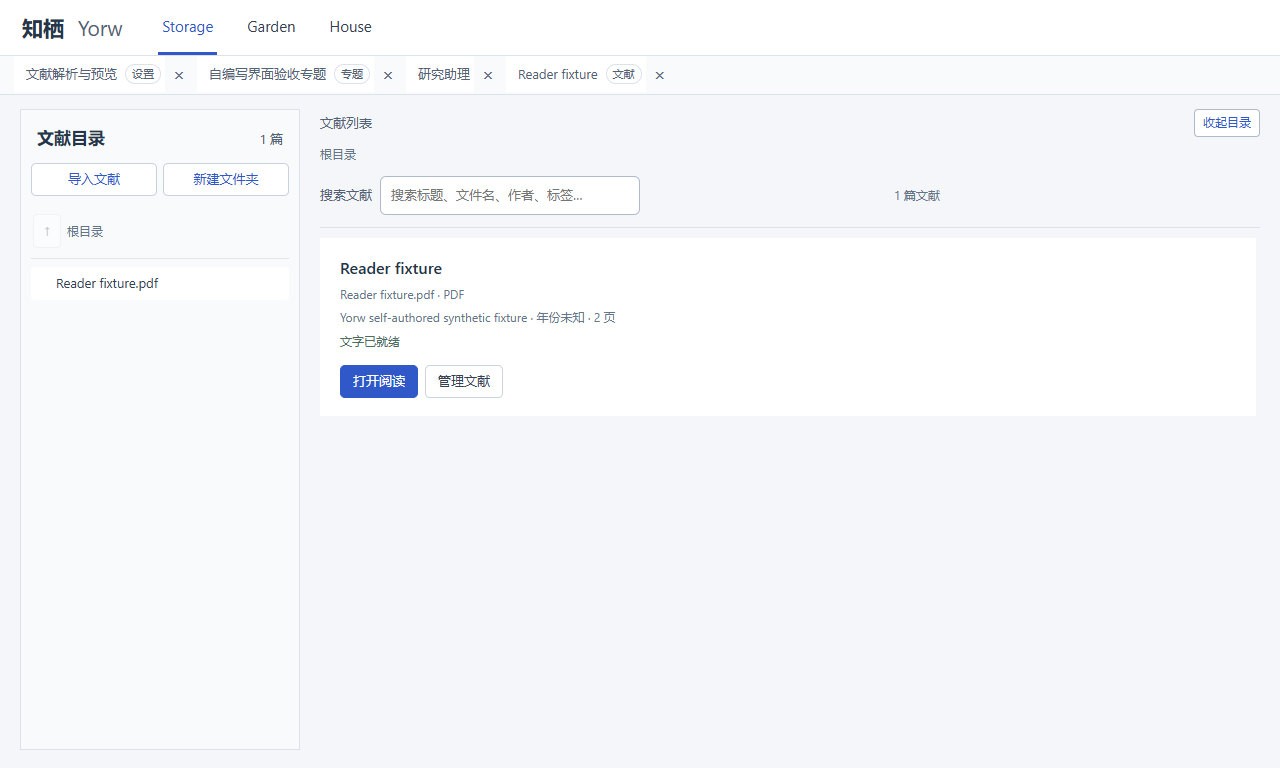 知栖 Yorw Storage Garden House
文献解析与预览 设置 × 自编写界面验收专题 专题 × 研究助理 × Reader fixture 文献 ×
文献目录 1 篇
导入文献 新建文件夹
↑ 根目录
Reader fixture.pdf
文献列表 收起目录
根目录
搜索文献 搜索标题、文件名、作者、标签... 1 篇文献
Reader fixture
Reader fixture.pdf · PDF
Yorw self-authored synthetic fixture · 年份未知 · 2 页
文字已就绪
打开阅读 管理文献